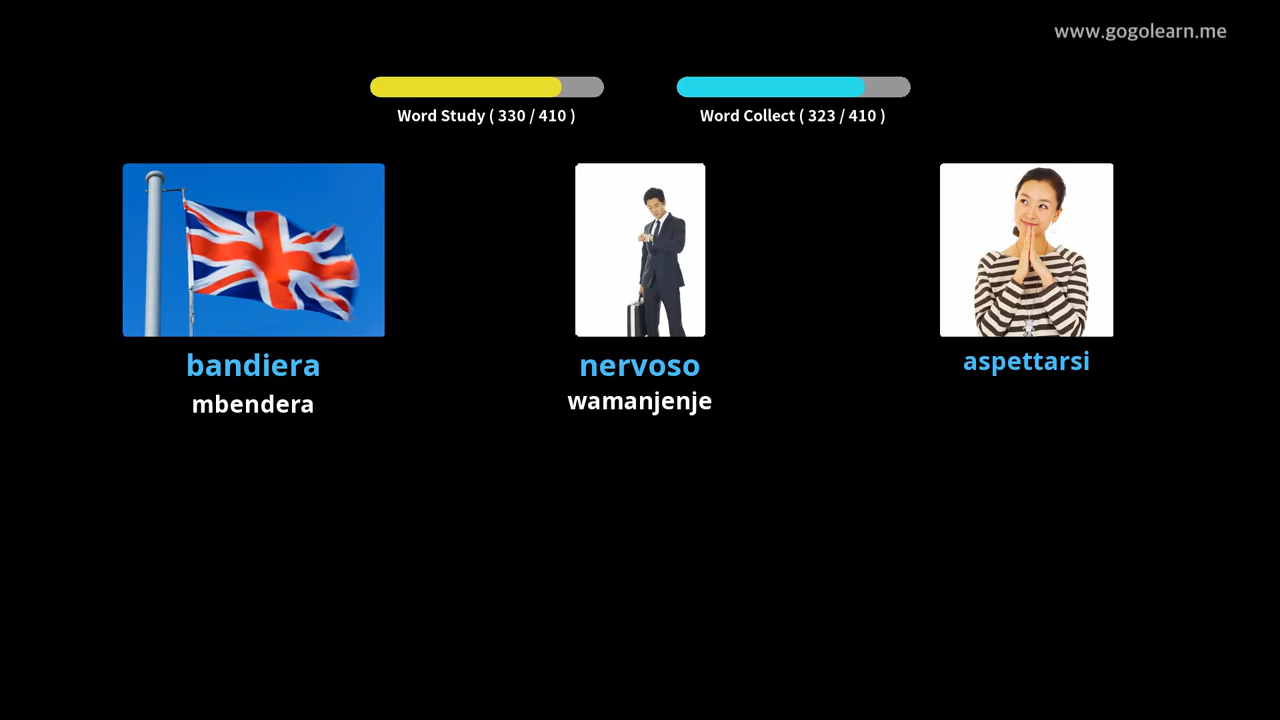 www.gogolearn.me
Word Study ( 330 / 410 )
Word Collect ( 323 / 410 )
bandiera
mbendera
nervoso
wamanjenje
aspettarsi